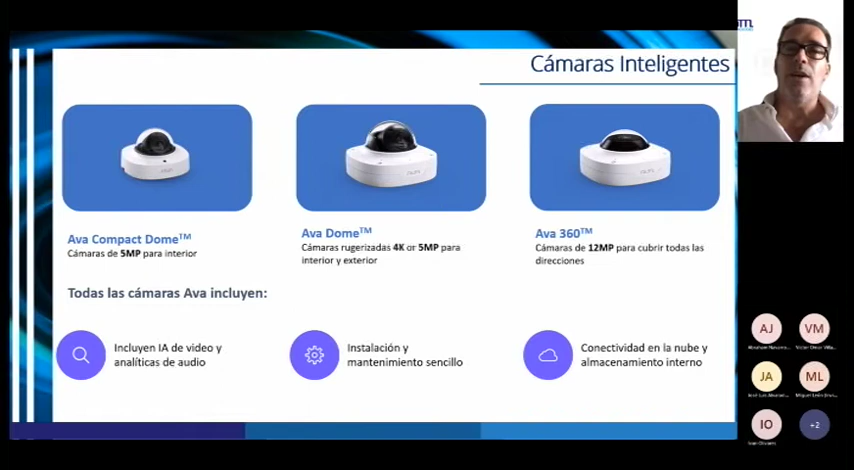 Cámaras Inteligentes
Ava Compact Dome™
Cámaras de 5MP para interior
Ava Dome™
Cámaras rugerizadas 4K or 5MP para
interior y exterior
Ava 360™
Cámaras de 12MP para cubrir todas las
direcciones
Todas las cámaras Ava incluyen:
Incluyen IA de video y
analíticas de audio
Instalación y
mantenimiento sencillo
Conectividad en la nube y
almacenamiento interno
AJ
VM
JA
ML
IO
Ivan Olivares
+2